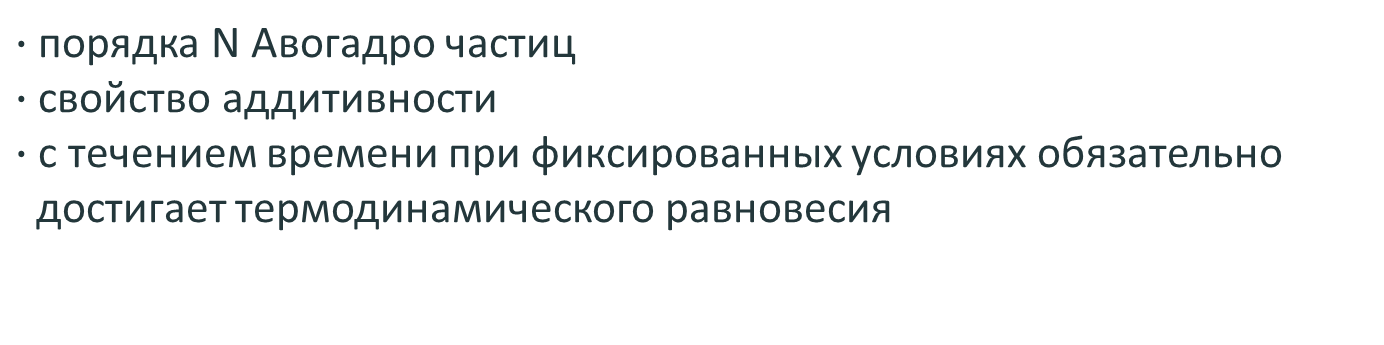 · порядка N Авогадро частиц
· свойство аддитивности
· с течением времени при фиксированных условиях обязательно
достигает термодинамического равновесия